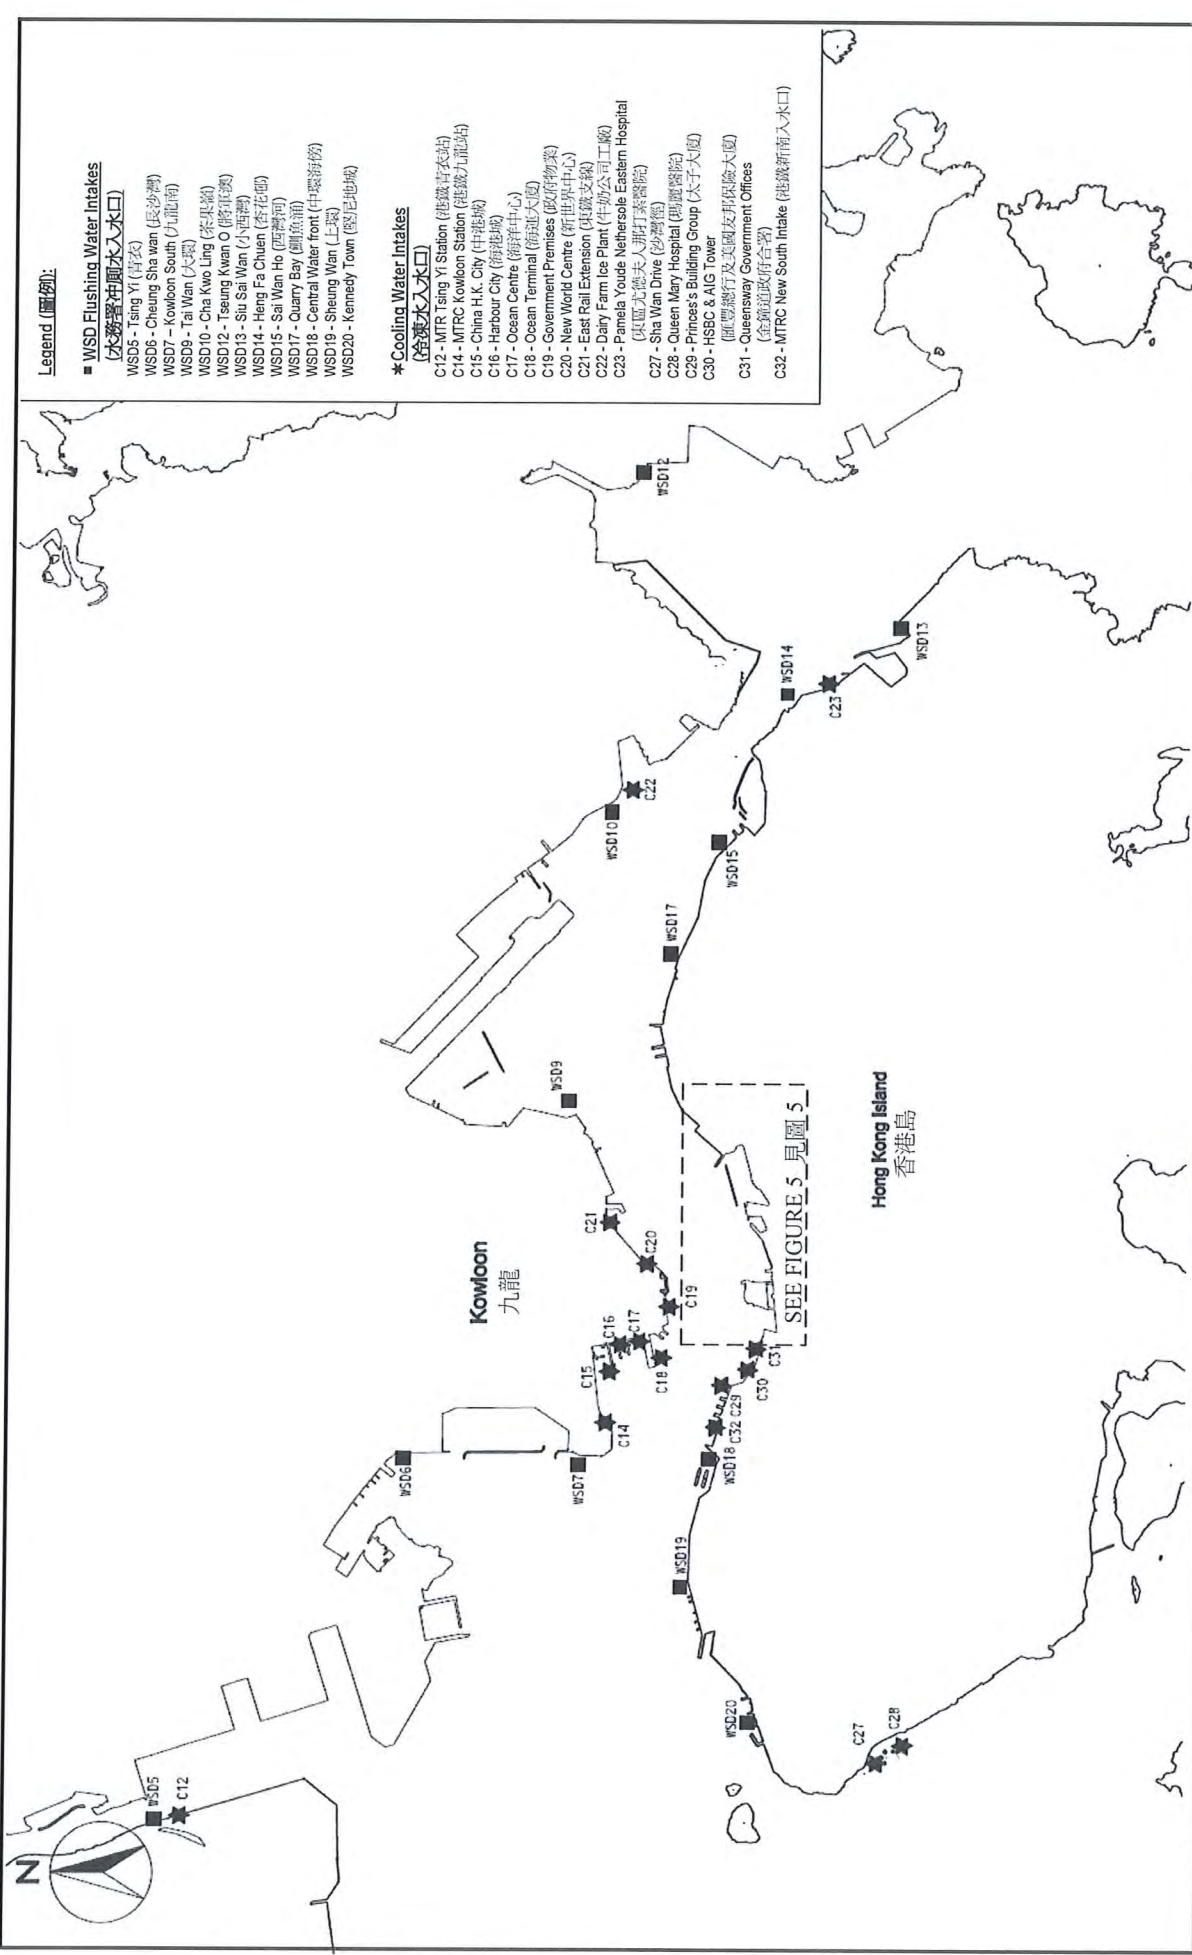 Legend (圖例):
■ WSD Flushing Water Intakes
(水務署冲厠水入水口)
WSD5 - Tsing Yi (青衣)
WSD6 - Cheung Sha wan (長沙灣)
WSD7 – Kowloon South (九龍南)
WSD9 - Tai Wan (大環)
WSD10 - Cha Kwo Ling (茶果嶺)
WSD12 - Tseung Kwan O (將軍澳)
WSD13 - Siu Sai Wan (小西灣)
WSD14 - Heng Fa Chuen (杏花邨)
WSD15 - Sai Wan Ho (西灣河)
WSD17 - Quarry Bay (鰂魚涌)
WSD18 - Central Water front (中環海傍)
WSD19 - Sheung Wan (上環)
WSD20 - Kennedy Town (堅尼地城)
★ Cooling Water Intakes
(冷凍水入水口)
C12 - MTR Tsing Yi Station (港鐵青衣站)
C14 - MTRC Kowloon Station (港鐵九龍站)
C15 - China H.K. City (中港城)
C16 - Harbour City (海港城)
C17 - Ocean Centre (海洋中心)
C18 - Ocean Terminal (海運大廈)
C19 - Government Premises (政府物業)
C20 - New World Centre (新世界中心)
C21 - East Rail Extension (東鐵支線)
C22 - Dairy Farm Ice Plant (牛奶公司工廠)
C23 - Pamela Youde Nethersole Eastern Hospital
(東區尤德夫人那打素醫院)
C27 - Sha Wan Drive (沙灣徑)
C28 - Queen Mary Hospital (瑪麗醫院)
C29 - Princes's Building Group (太子大廈)
C30 - HSBC & AIG Tower
(匯豐總行及美國友邦保險大廈)
C31 - Queensway Government Offices
(金鐘道政府合署)
C32 - MTRC New South Intake (港鐵新南入水口)
N
WSD5
C12
WSD6
WSD7
C14
C15
C16
C17
C18
C19
C20
C21
Kowloon
九龍
WSD9
WSD10
C22
WSD12
WSD14
C23
WSD13
WSD15
WSD17
SEE FIGURE 5 見圖 5
C31
C30
C29
C32
WSD18
WSD19
WSD20
C27
C28
Hong Kong Island
香港島